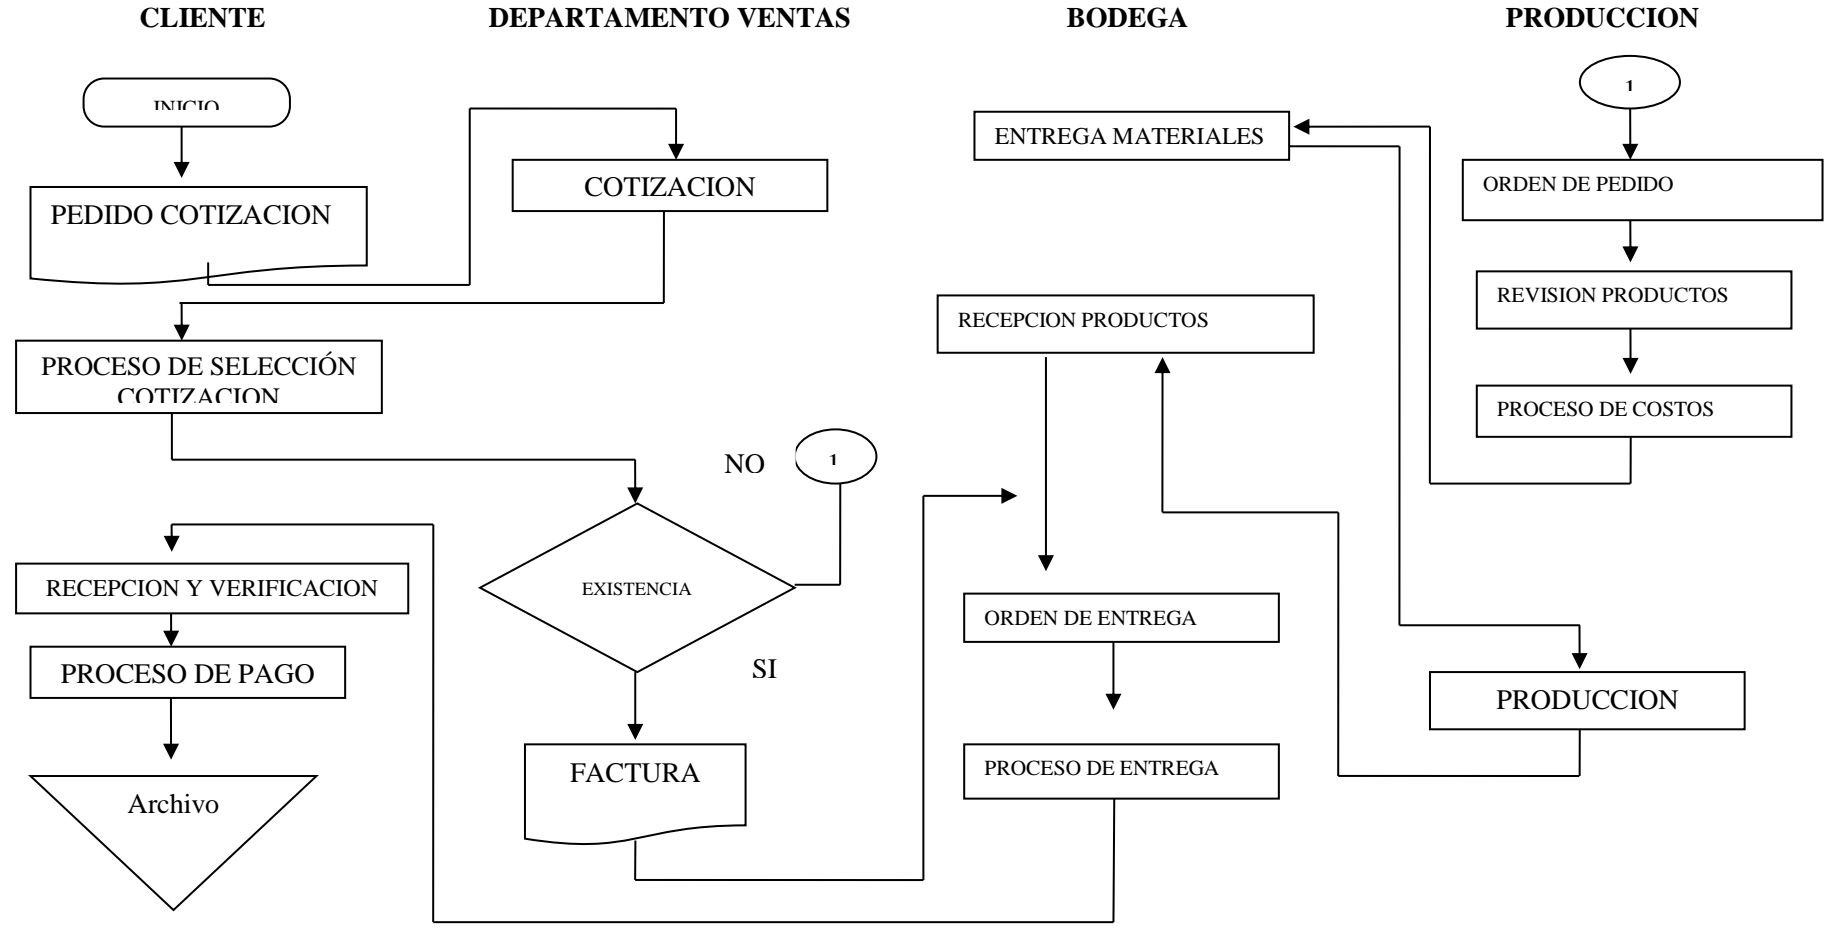 CLIENTE
DEPARTAMENTO VENTAS
BODEGA
PRODUCCION
INICIO
PEDIDO COTIZACION
PROCESO DE SELECCIÓN
COTIZACION
RECEPCION Y VERIFICACION
PROCESO DE PAGO
Archivo
COTIZACION
NO
1
EXISTENCIA
SI
FACTURA
ENTREGA MATERIALES
RECEPCION PRODUCTOS
ORDEN DE ENTREGA
PROCESO DE ENTREGA
1
ORDEN DE PEDIDO
REVISION PRODUCTOS
PROCESO DE COSTOS
PRODUCCION